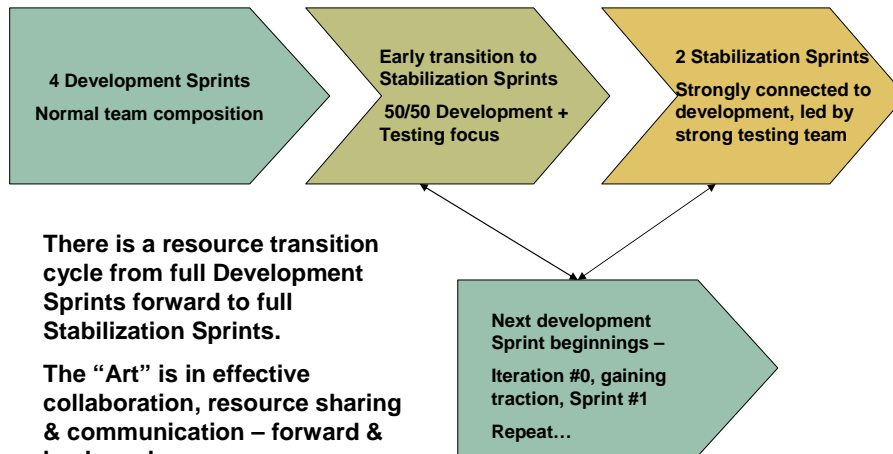 4 Development Sprints
Normal team composition
Early transition to
Stabilization Sprints
50/50 Development +
Testing focus
2 Stabilization Sprints
Strongly connected to
development, led by
strong testing team
There is a resource transition
cycle from full Development
Sprints forward to full
Stabilization Sprints.
The “Art” is in effective
collaboration, resource sharing
& communication – forward &
Next development
Sprint beginnings –
Iteration #0, gaining
traction, Sprint #1
Repeat…